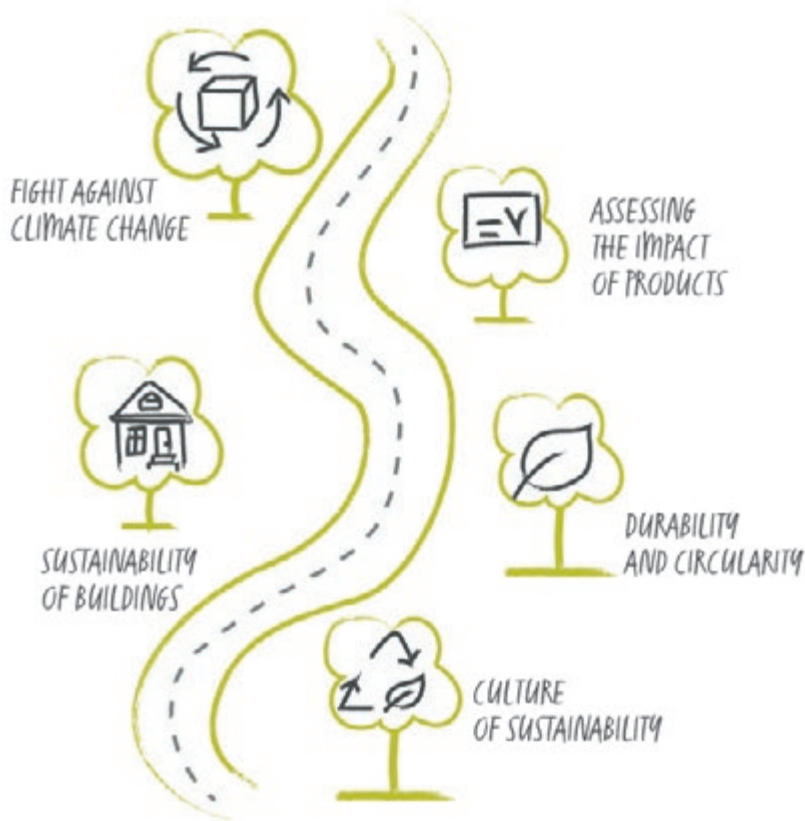 FIGHT AGAINST
CLIMATE CHANGE
ASSESSING
THE IMPACT
OF PRODUCTS
SUSTAINABILITY
OF BUILDINGS
DURABILITY
AND CIRCULARITY
CULTURE
OF SUSTAINABILITY